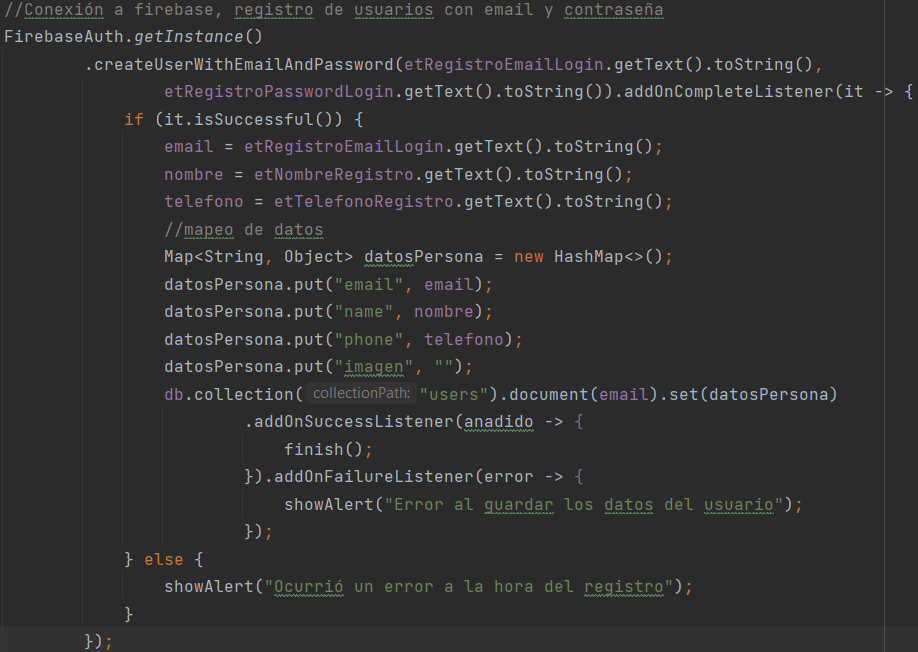 //Conexión a firebase, registro de usuarios con email y contraseña
FirebaseAuth.getInstance()
.createUserWithEmailAndPassword(etRegistroEmailLogin.getText().toString(),
etRegistroPasswordLogin.getText().toString()).addOnCompleteListener(it -> {
if (it.isSuccessful()) {
email = etRegistroEmailLogin.getText().toString();
nombre = etNombreRegistro.getText().toString();
telefono = etTelefonoRegistro.getText().toString();
//mapeo de datos
Map<String, Object> datosPersona = new HashMap<>();
datosPersona.put("email", email);
datosPersona.put("name", nombre);
datosPersona.put("phone", telefono);
datosPersona.put("imagen", "");
db.collection( collectionPath: "users").document(email).set(datosPersona)
.addOnSuccessListener(anadido -> {
finish();
}).addOnFailureListener(error -> {
showAlert("Error al guardar los datos del usuario");
});
} else {
showAlert("Ocurrió un error a la hora del registro");
}
});